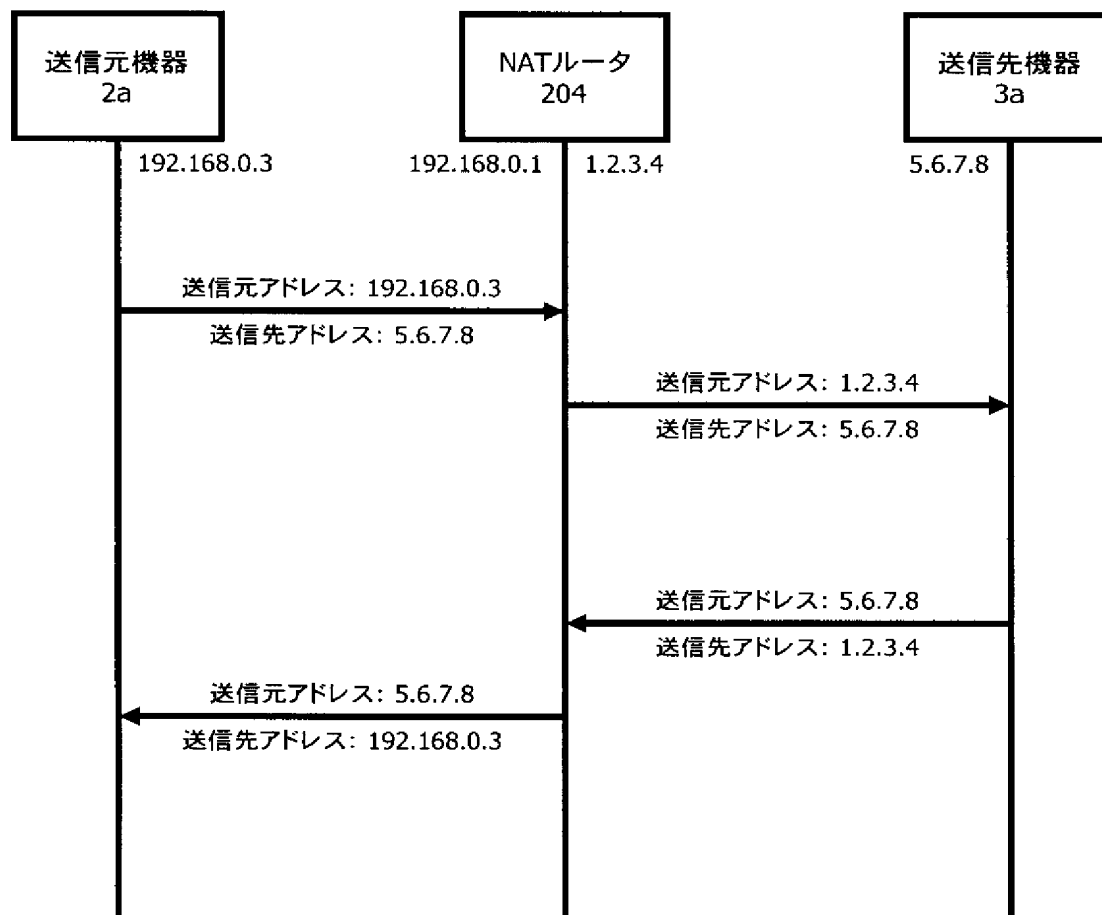 送信元機器
2a
NATルータ
204
送信先機器
3a
192.168.0.3
192.168.0.1
1.2.3.4
5.6.7.8
送信元アドレス: 192.168.0.3
送信先アドレス: 5.6.7.8
送信元アドレス: 1.2.3.4
送信先アドレス: 5.6.7.8
送信元アドレス: 5.6.7.8
送信先アドレス: 1.2.3.4
送信元アドレス: 5.6.7.8
送信先アドレス: 192.168.0.3